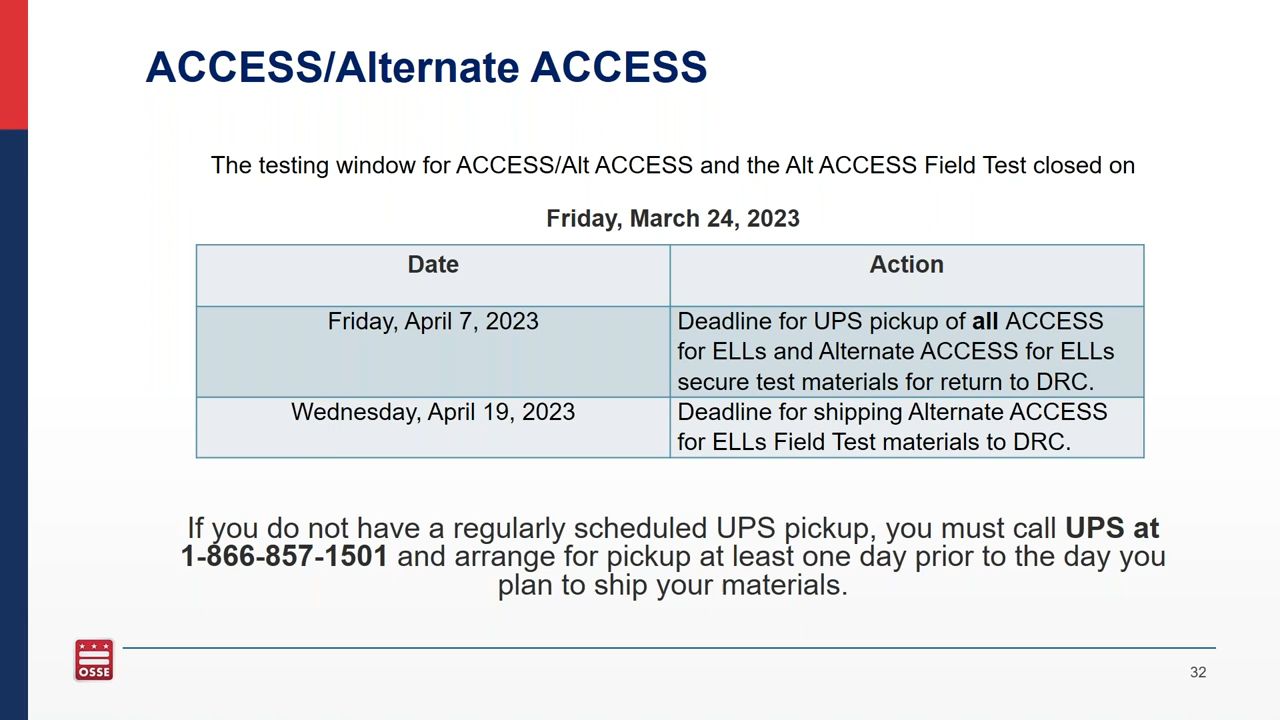 ACCESS/Alternate ACCESS
The testing window for ACCESS/Alt ACCESS and the Alt ACCESS Field Test closed on
Friday, March 24, 2023
Date
Action
Friday, April 7, 2023
Deadline for UPS pickup of all ACCESS
for ELLs and Alternate ACCESS for ELLs
secure test materials for return to DRC.
Wednesday, April 19, 2023
Deadline for shipping Alternate ACCESS
for ELLs Field Test materials to DRC.
If you do not have a regularly scheduled UPS pickup, you must call UPS at
1-866-857-1501 and arrange for pickup at least one day prior to the day you
plan to ship your materials.
OSSE
32